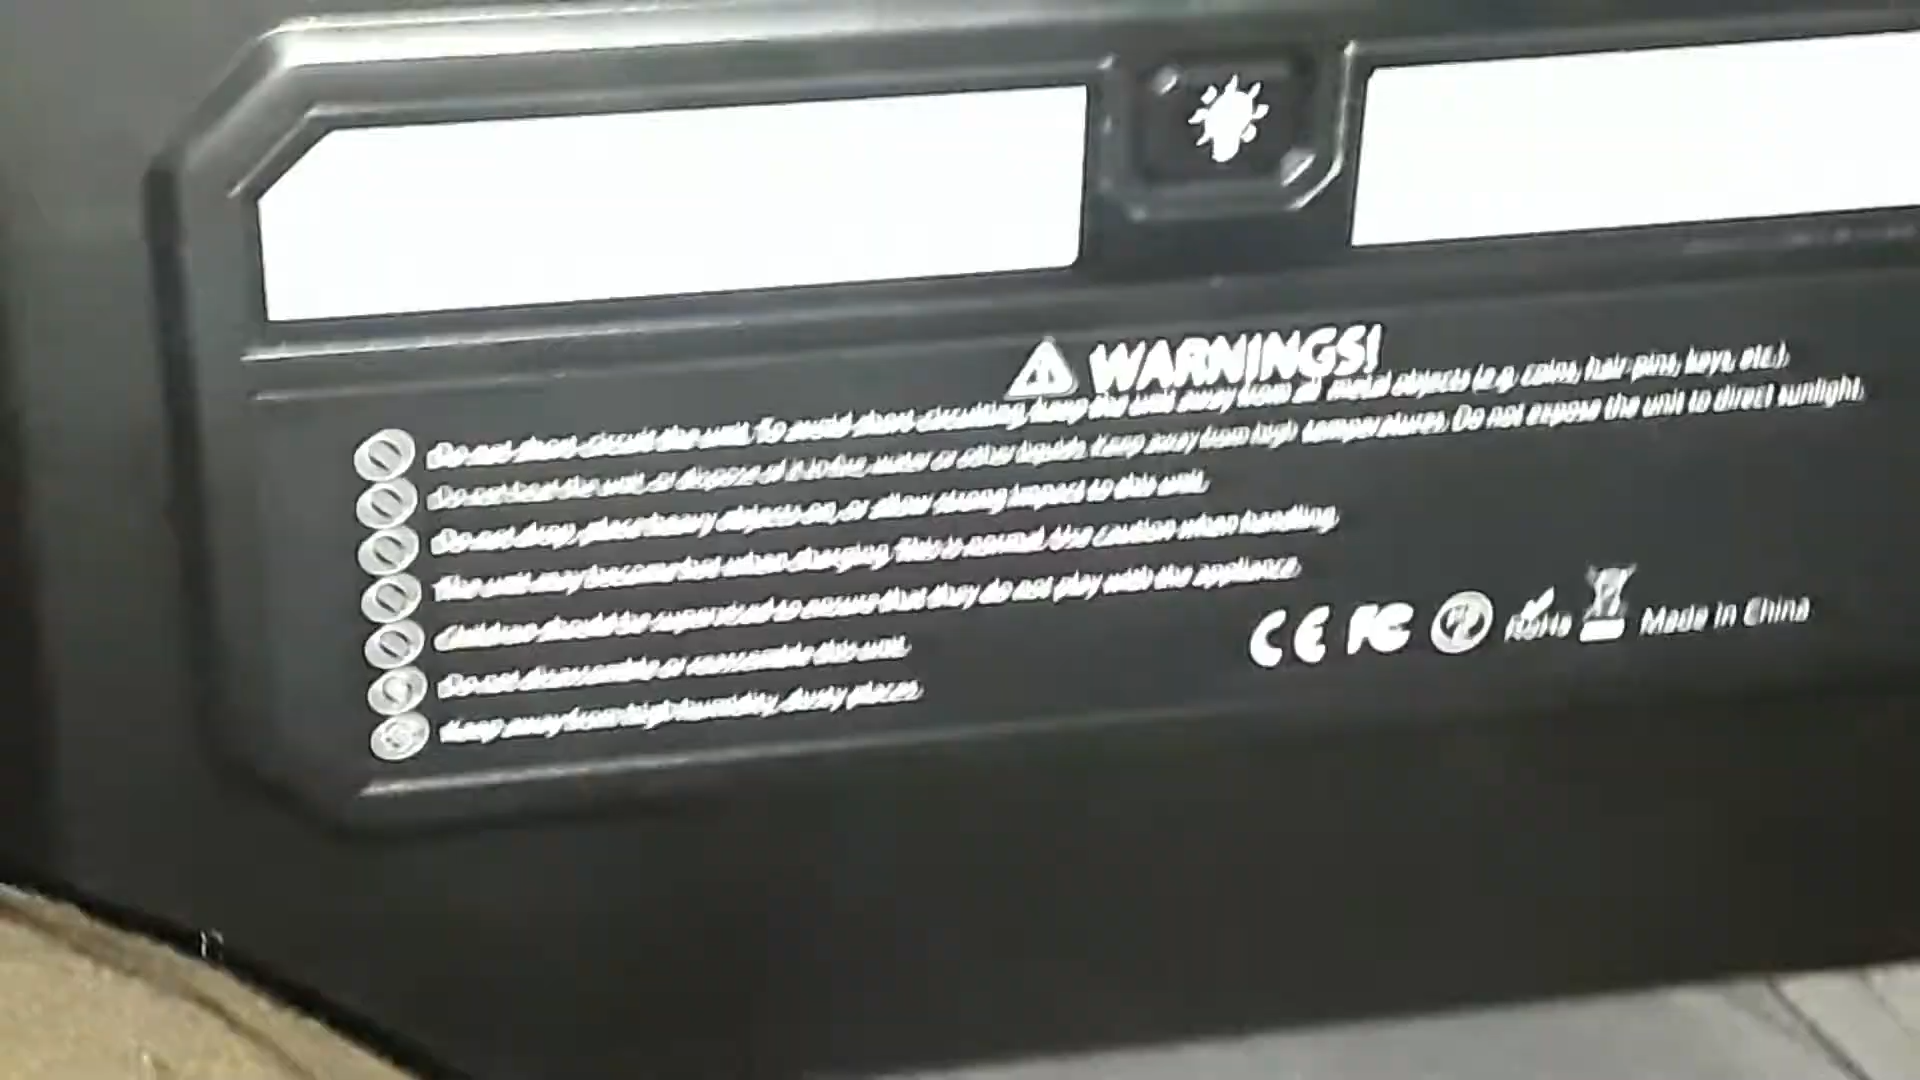 WARNINGS!
Do not short-circuit the unit. To avoid short-circuiting, keep the unit away from all metal objects (e.g. coins, hair-pins, keys, etc.).
Do not heat the unit, or dispose of it in fire, water or other liquids. Keep away from high temperatures. Do not expose the unit to direct sunlight.
Do not drop, place heavy objects on, or allow strong impact to this unit.
The unit may become hot when charging. This is normal. Use caution when handling.
Children should be supervised to ensure that they do not play with the appliance.
Do not disassemble or reassemble this unit.
Keep away from high humidity, dusty places.
CE FC RoHS Made in China